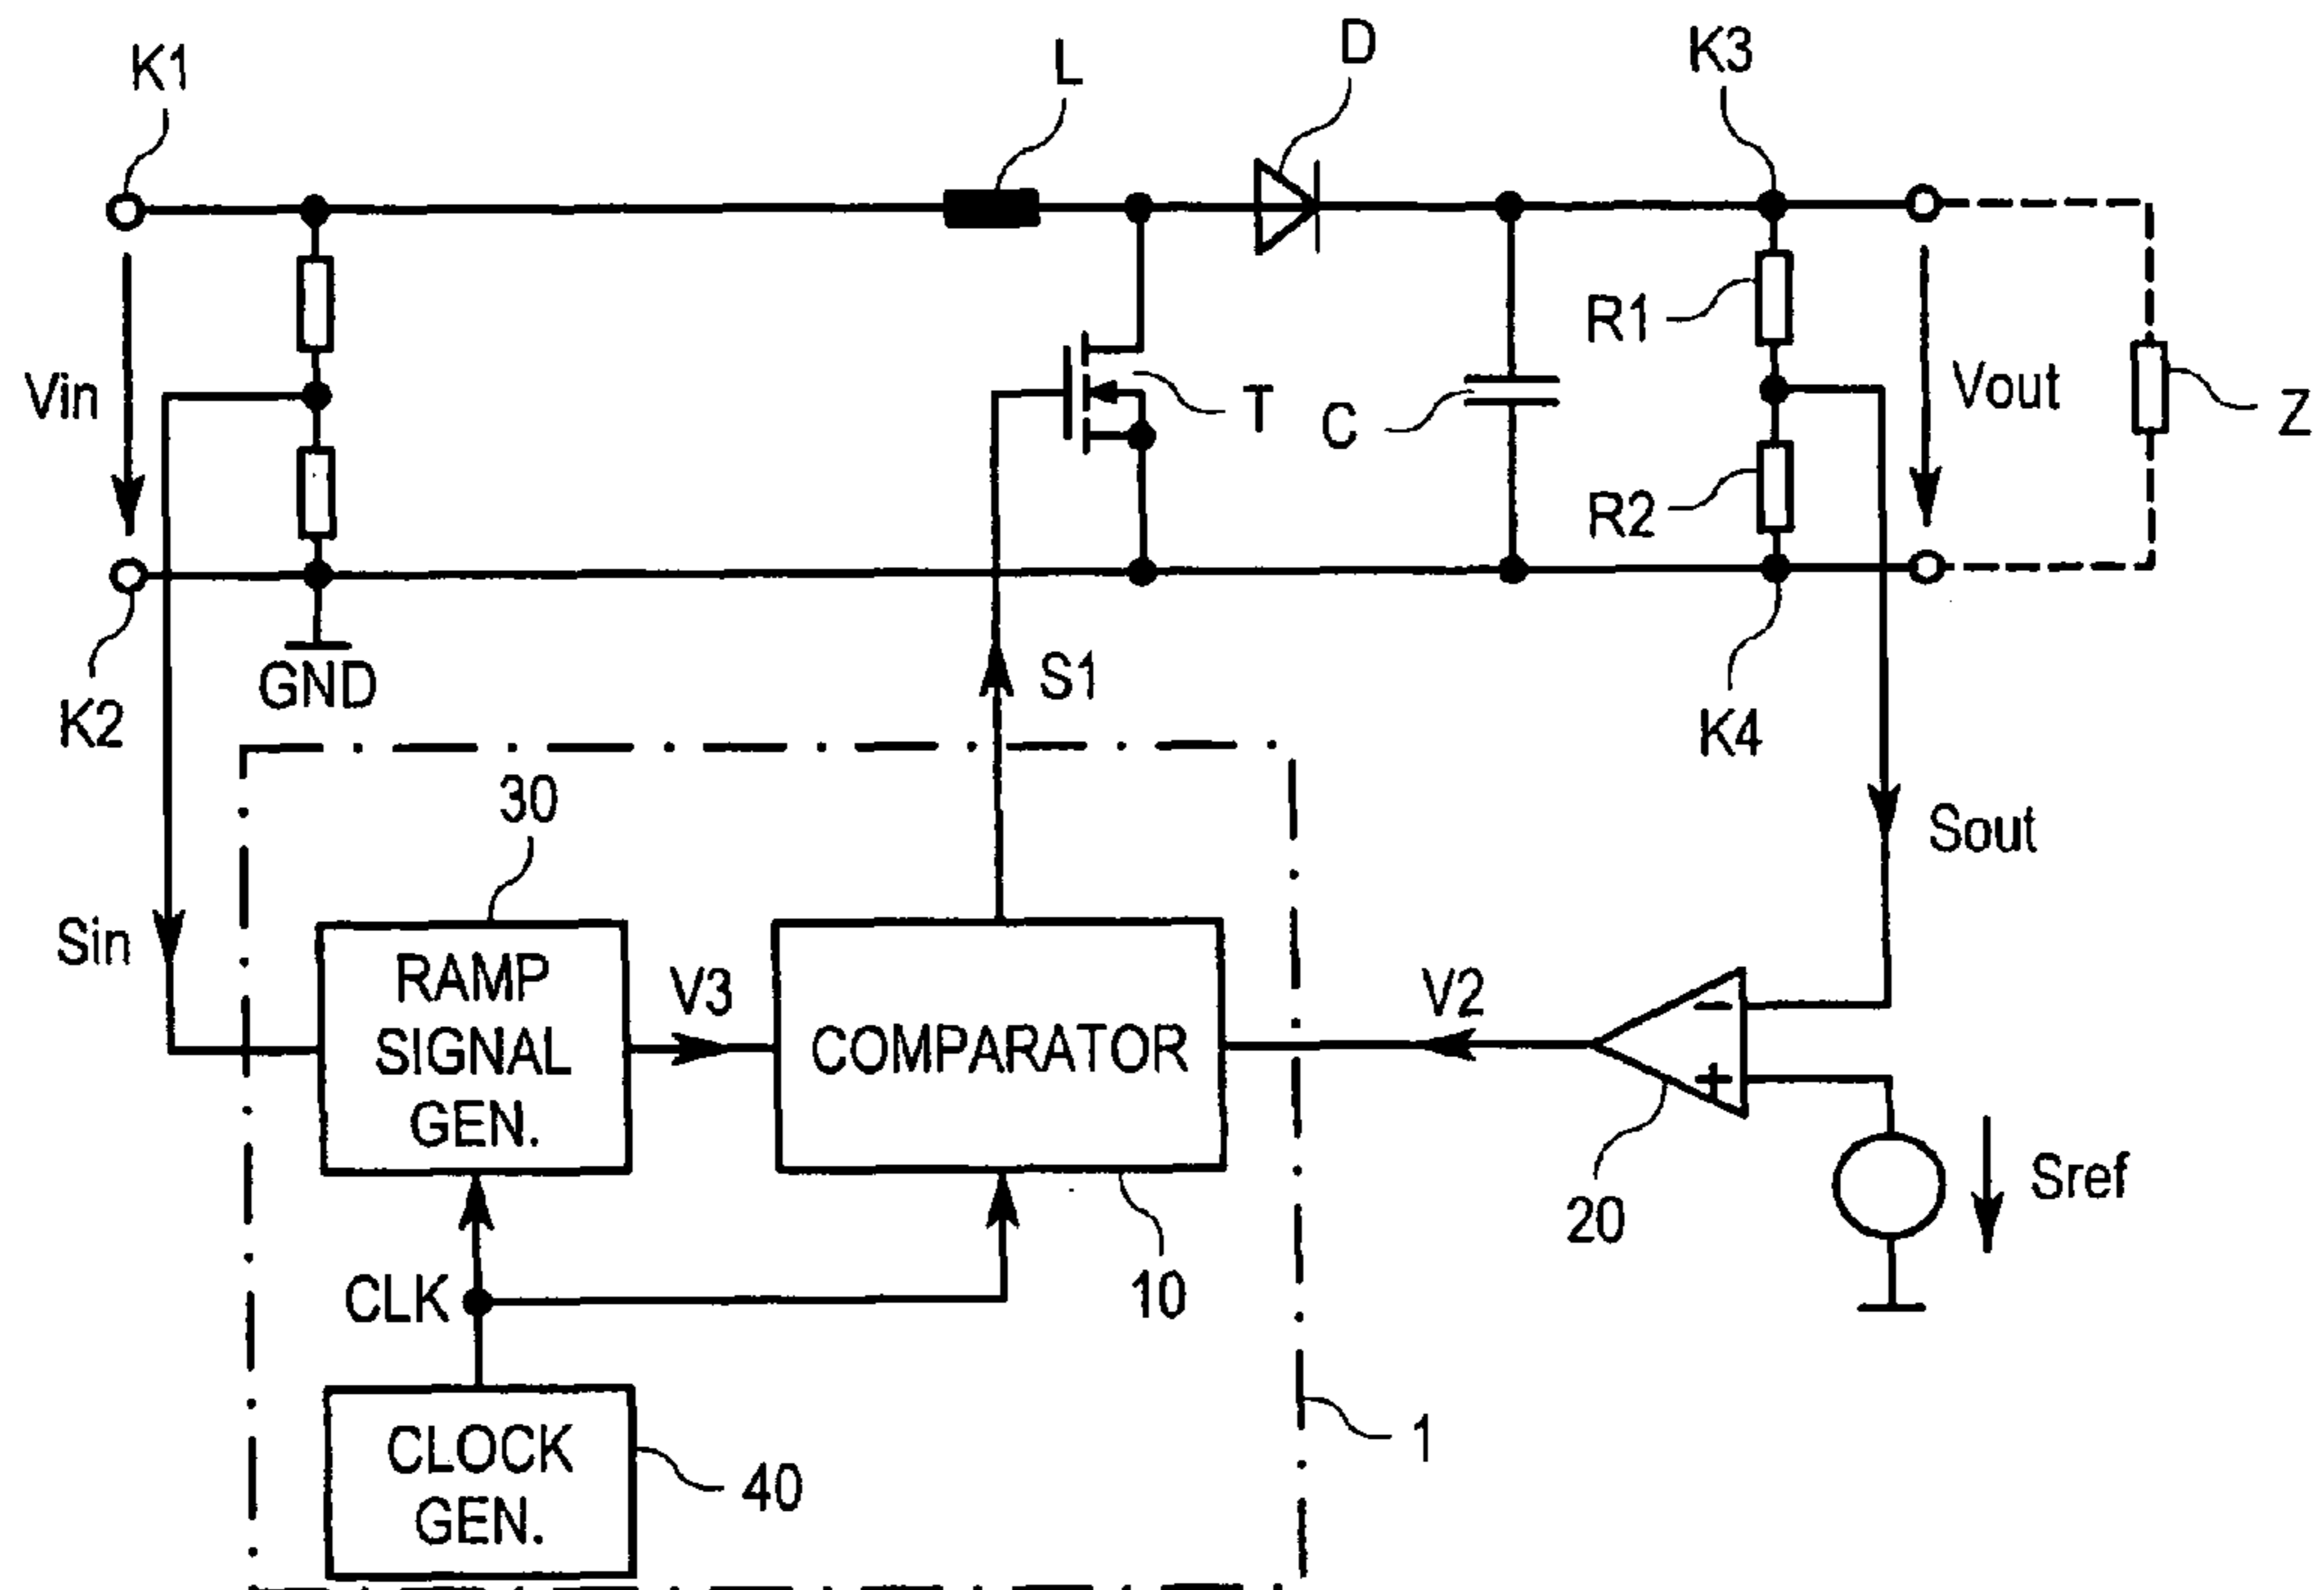 K1
L
D
K3
R1
Vin
T
C
Vout
Z
R2
GND
S1
K2
K4
30
Sout
Sin
RAMP
SIGNAL
GEN.
V3
COMPARATOR
V2
−
+
Sref
20
CLK
10
1
CLOCK
GEN.
40